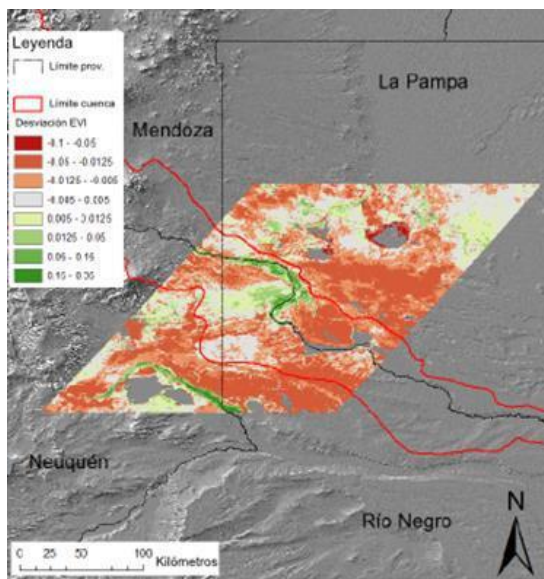 Leyenda
Límite prov.
Límite cuenca
Desviación EVI
-0.1 - -0.05
-0.05 - -0.0125
-0.0125 - -0.005
-0.005 - 0.005
0.005 - 0.0125
0.0125 - 0.05
0.05 - 0.15
0.15 - 0.35
La Pampa
Mendoza
Neuquén
Río Negro
N
0 25 50 100
Kilómetros